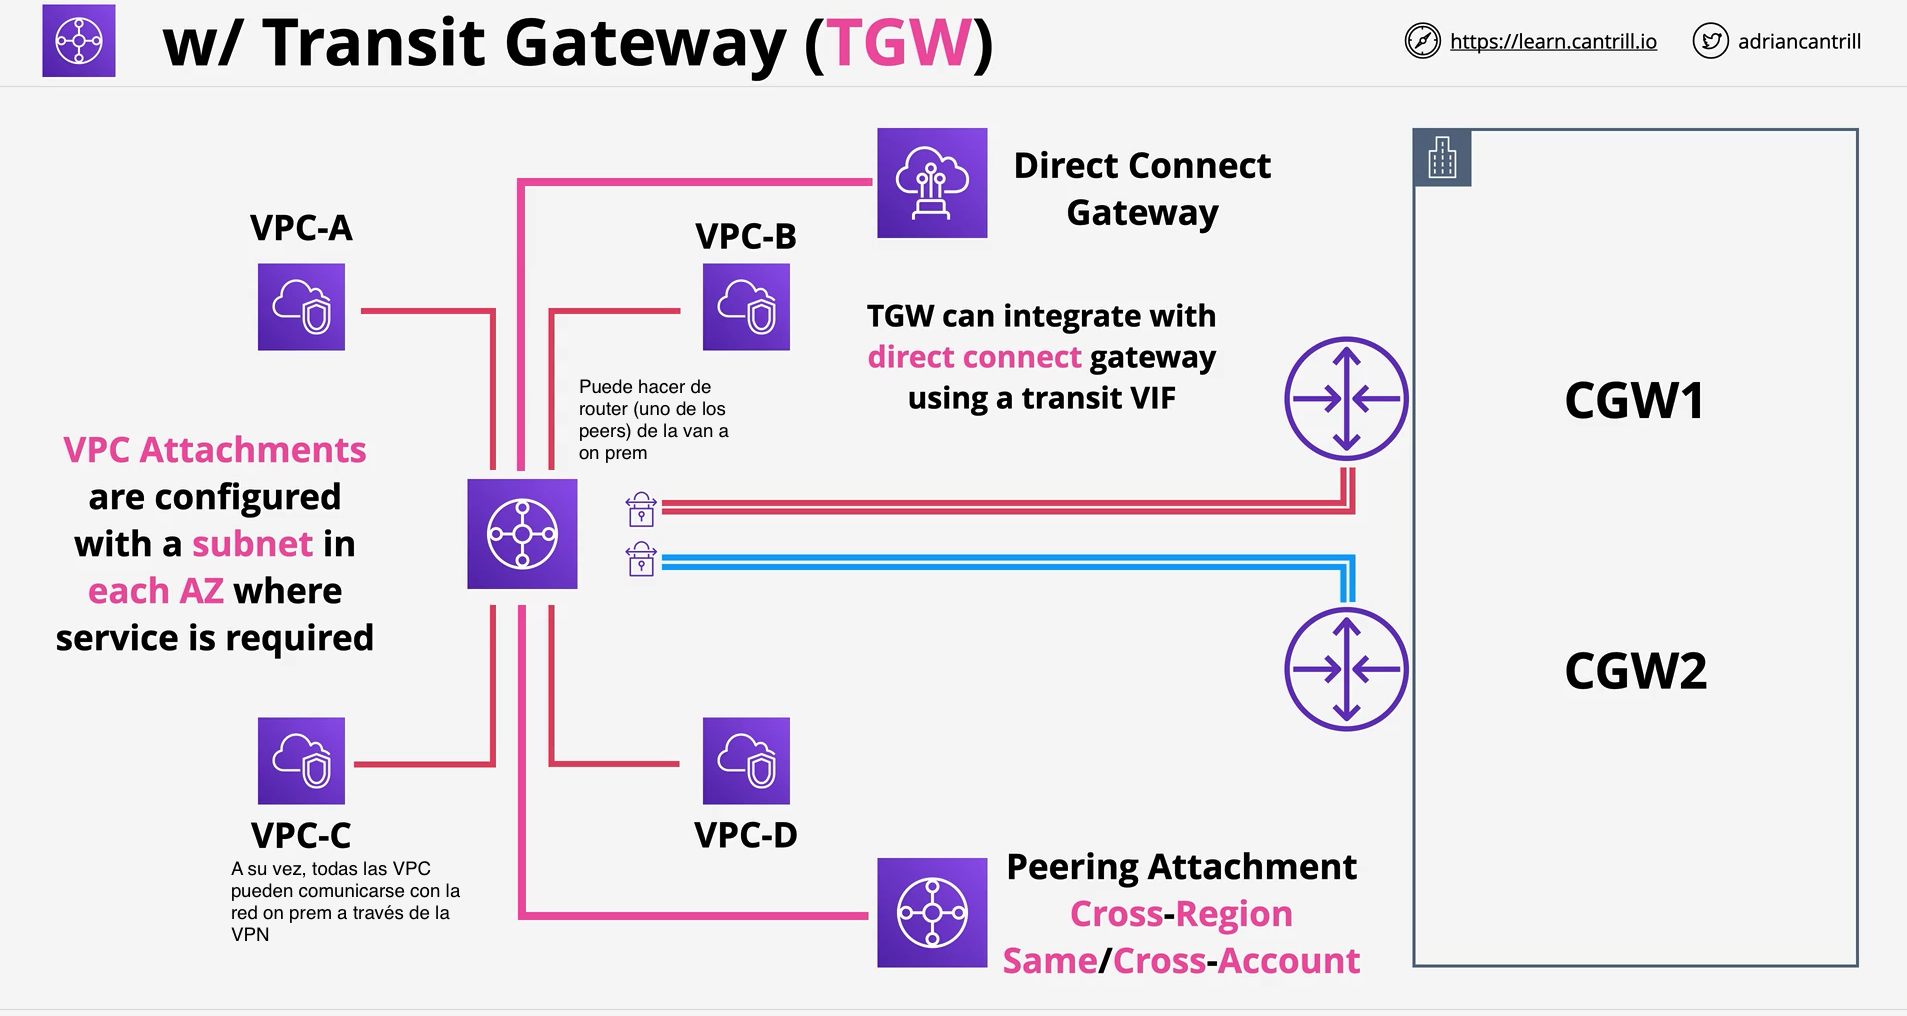 w/ Transit Gateway (TGW)
https://learn.cantrill.io
adriancantrill
Direct Connect
Gateway
VPC-A
VPC-B
TGW can integrate with
direct connect gateway
using a transit VIF
Puede hacer de
router (uno de los
peers) de la van a
on prem
CGW1
VPC Attachments
are configured
with a subnet in
each AZ where
service is required
CGW2
VPC-C
VPC-D
A su vez, todas las VPC
pueden comunicarse con la
red on prem a través de la
VPN
Peering Attachment
Cross-Region
Same/Cross-Account